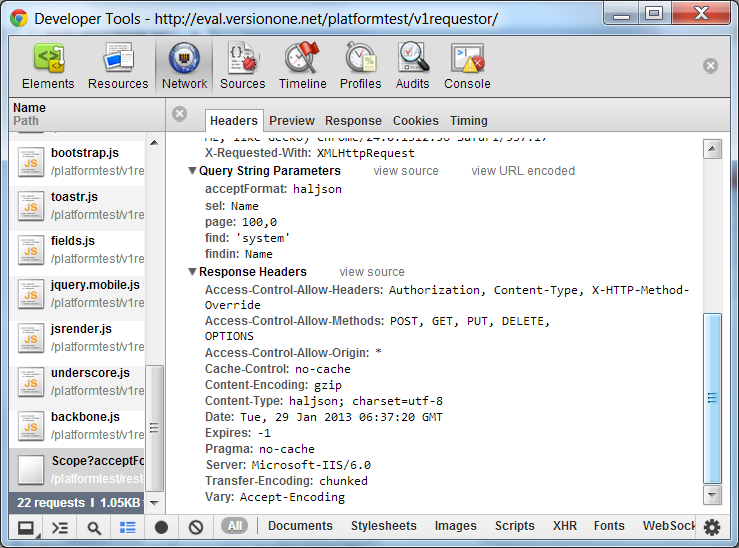 Developer Tools - http://eval.versionone.net/platformtest/v1requestor/
Elements Resources Network Sources Timeline Profiles Audits Console
Name
Path
bootstrap.js
/platformtest/v1re
toastr.js
/platformtest/v1re
fields.js
/platformtest/v1re
jquery.mobile.js
/platformtest/v1re
jsrender.js
/platformtest/v1re
underscore.js
/platformtest/v1re
backbone.js
/platformtest/v1re
Scope?acceptFo
/platformtest/rest
22 requests I 1.05KB
Headers Preview Response Cookies Timing
X-Requested-With: XMLHttpRequest
Query String Parameters view source view URL encoded
acceptFormat: haljson
sel: Name
page: 100,0
find: 'system'
findin: Name
Response Headers view source
Access-Control-Allow-Headers: Authorization, Content-Type, X-HTTP-Method-
Override
Access-Control-Allow-Methods: POST, GET, PUT, DELETE,
OPTIONS
Access-Control-Allow-Origin: *
Cache-Control: no-cache
Content-Encoding: gzip
Content-Type: haljson; charset=utf-8
Date: Tue, 29 Jan 2013 06:37:20 GMT
Expires: -1
Pragma: no-cache
Server: Microsoft-IIS/6.0
Transfer-Encoding: chunked
Vary: Accept-Encoding
All Documents Stylesheets Images Scripts XHR Fonts WebSock